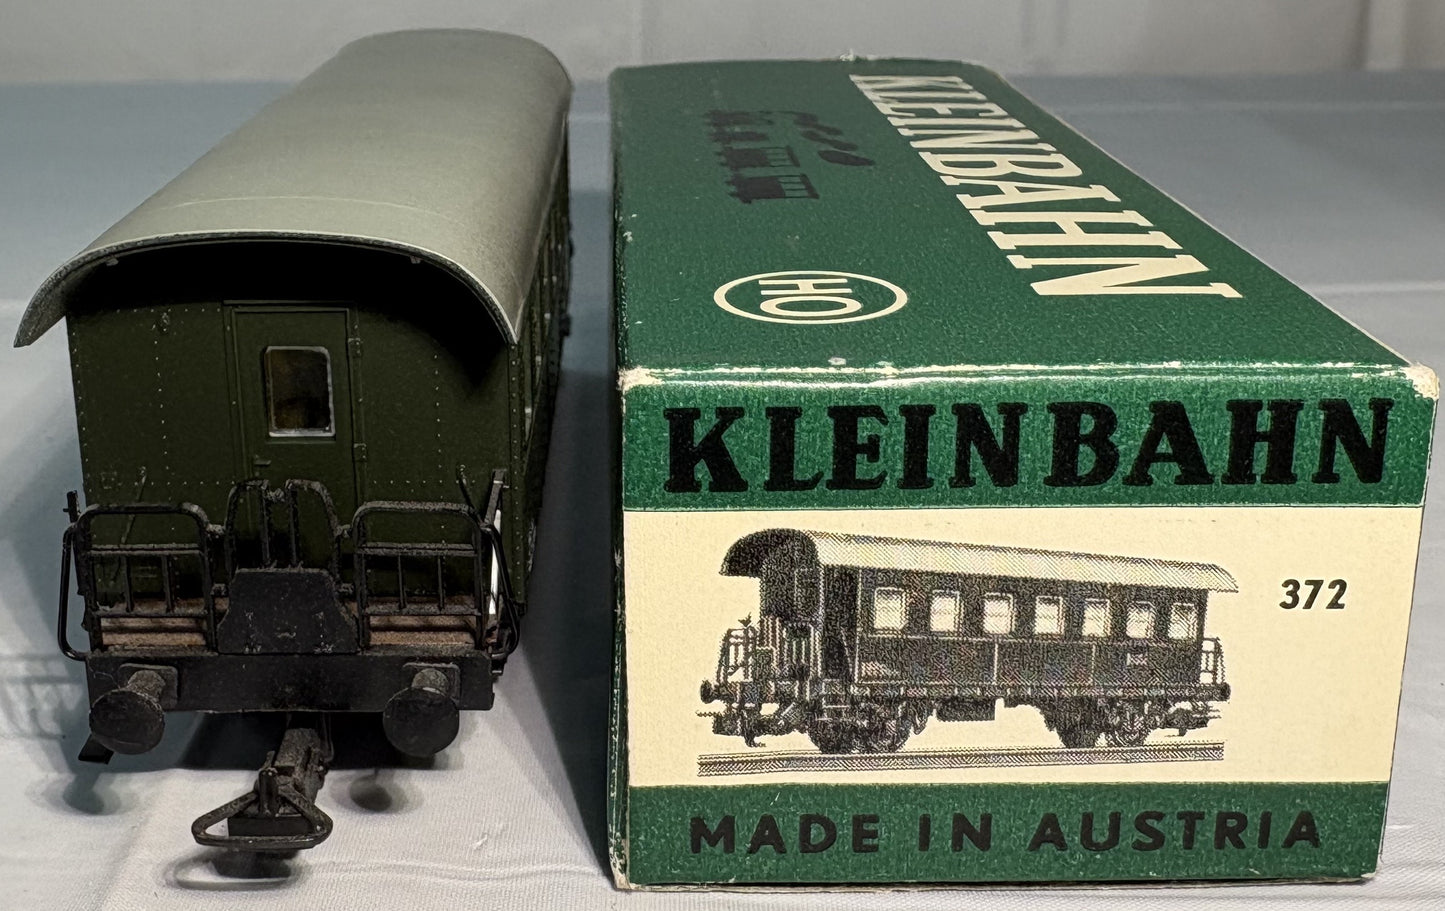 KLEINBAHN
HO
KLEINBAHN
372
MADE IN AUSTRIA